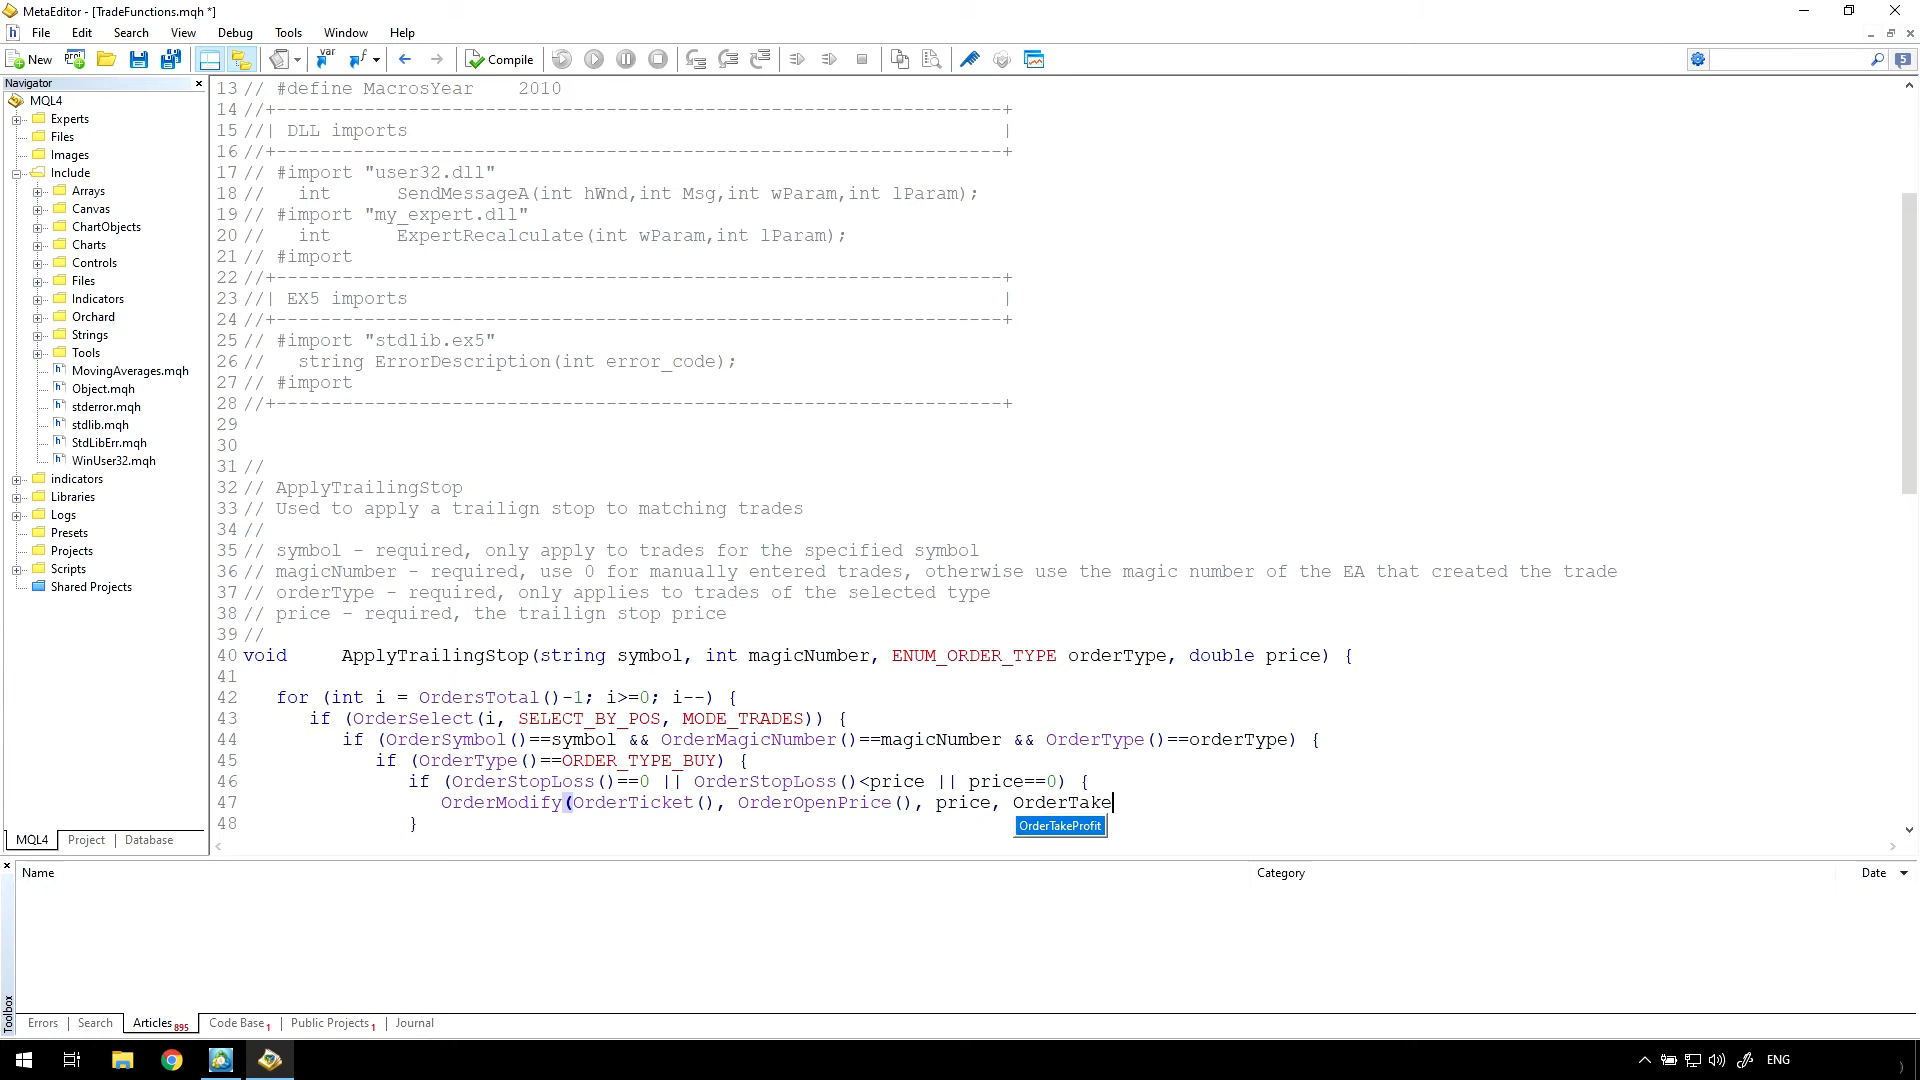 MetaEditor - [TradeFunctions.mqh *]
File Edit Search View Debug Tools Window Help
New Compile 5
Navigator
MQL4
Experts
Files
Images
Include
Arrays
Canvas
ChartObjects
Charts
Controls
Files
Indicators
Orchard
Strings
Tools
MovingAverages.mqh
Object.mqh
stderror.mqh
stdlib.mqh
StdLibErr.mqh
WinUser32.mqh
indicators
Libraries
Logs
Presets
Projects
Scripts
Shared Projects
MQL4 Project Database
13 // #define MacrosYear    2010
14 //+------------------------------------------------------------------+
15 //| DLL imports                                                      |
16 //+------------------------------------------------------------------+
17 // #import "user32.dll"
18 //   int      SendMessageA(int hWnd,int Msg,int wParam,int lParam);
19 // #import "my_expert.dll"
20 //   int      ExpertRecalculate(int wParam,int lParam);
21 // #import
22 //+------------------------------------------------------------------+
23 //| EX5 imports                                                      |
24 //+------------------------------------------------------------------+
25 // #import "stdlib.ex5"
26 //   string ErrorDescription(int error_code);
27 // #import
28 //+------------------------------------------------------------------+
29
30
31 //
32 // ApplyTrailingStop
33 // Used to apply a trailign stop to matching trades
34 //
35 // symbol - required, only apply to trades for the specified symbol
36 // magicNumber - required, use 0 for manually entered trades, otherwise use the magic number of the EA that created the trade
37 // orderType - required, only applies to trades of the selected type
38 // price - required, the trailign stop price
39 //
40 void     ApplyTrailingStop(string symbol, int magicNumber, ENUM_ORDER_TYPE orderType, double price) {
41
42    for (int i = OrdersTotal()-1; i>=0; i--) {
43       if (OrderSelect(i, SELECT_BY_POS, MODE_TRADES)) {
44          if (OrderSymbol()==symbol && OrderMagicNumber()==magicNumber && OrderType()==orderType) {
45             if (OrderType()==ORDER_TYPE_BUY) {
46                if (OrderStopLoss()==0 || OrderStopLoss()<price || price==0) {
47                   OrderModify(OrderTicket(), OrderOpenPrice(), price, OrderTake
48                }
OrderTakeProfit
Name Category Date
Toolbox
Errors Search Articles 895 Code Base 1 Public Projects 1 Journal
ENG